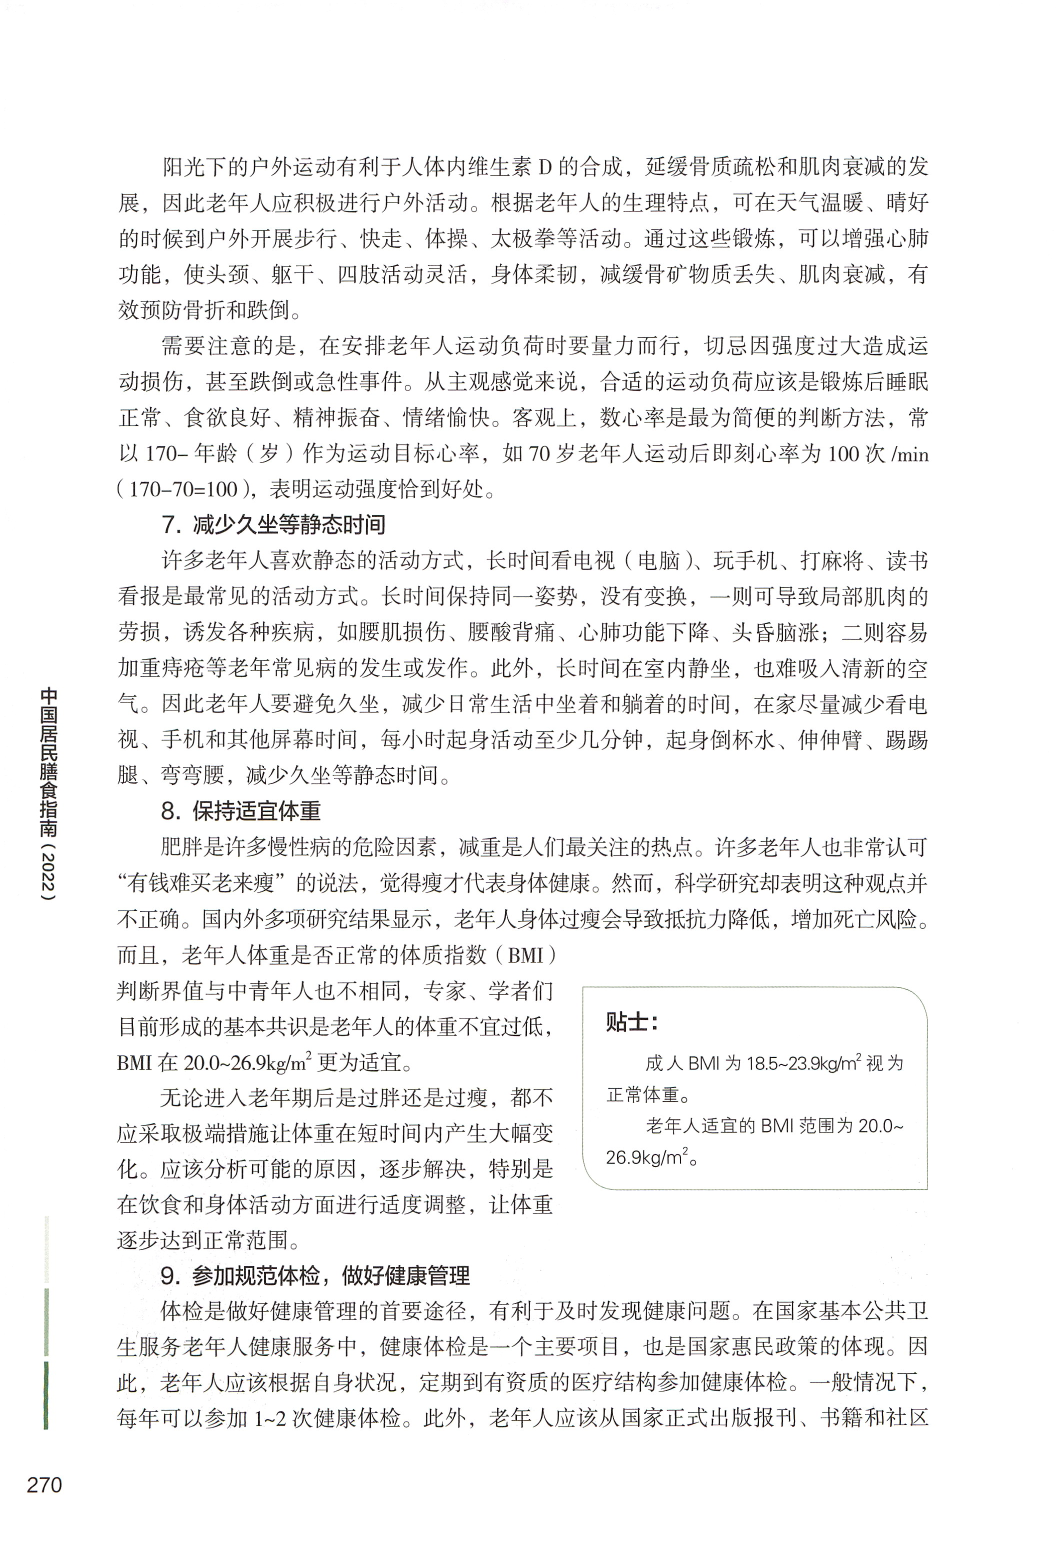 阳光下的户外运动有利于人体内维生素 D 的合成，延缓骨质疏松和肌肉衰减的发
展，因此老年人应积极进行户外活动。根据老年人的生理特点，可在天气温暖、晴好
的时候到户外开展步行、快走、体操、太极拳等活动。通过这些锻炼，可以增强心肺
功能，使头颈、躯干、四肢活动灵活，身体柔韧，减缓骨矿物质丢失、肌肉衰减，有
效预防骨折和跌倒。
需要注意的是，在安排老年人运动负荷时要量力而行，切忌因强度过大造成运
动损伤，甚至跌倒或急性事件。从主观感觉来说，合适的运动负荷应该是锻炼后睡眠
正常、食欲良好、精神振奋、情绪愉快。客观上，数心率是最为简便的判断方法，常
以 170– 年龄（岁）作为运动目标心率，如 70 岁老年人运动后即刻心率为 100 次 /min
（170–70=100），表明运动强度恰到好处。
7. 减少久坐等静态时间
许多老年人喜欢静态的活动方式，长时间看电视（电脑）、玩手机、打麻将、读书
看报是最常见的活动方式。长时间保持同一姿势，没有变换，一则可导致局部肌肉的
劳损，诱发各种疾病，如腰肌损伤、腰酸背痛、心肺功能下降、头昏脑涨；二则容易
加重痔疮等老年常见病的发生或发作。此外，长时间在室内静坐，也难吸入清新的空
气。因此老年人要避免久坐，减少日常生活中坐着和躺着的时间，在家尽量减少看电
视、手机和其他屏幕时间，每小时起身活动至少几分钟，起身倒杯水、伸伸臂、踢踢
腿、弯弯腰，减少久坐等静态时间。
8. 保持适宜体重
肥胖是许多慢性病的危险因素，减重是人们最关注的热点。许多老年人也非常认可
“有钱难买老来瘦”的说法，觉得瘦才代表身体健康。然而，科学研究却表明这种观点并
不正确。国内外多项研究结果显示，老年人身体过瘦会导致抵抗力降低，增加死亡风险。
而且，老年人体重是否正常的体质指数（BMI）
判断界值与中青年人也不相同，专家、学者们
目前形成的基本共识是老年人的体重不宜过低，
BMI 在 20.0~26.9kg/m² 更为适宜。
无论进入老年期后是过胖还是过瘦，都不
应采取极端措施让体重在短时间内产生大幅变
化。应该分析可能的原因，逐步解决，特别是
在饮食和身体活动方面进行适度调整，让体重
逐步达到正常范围。
贴士：
成人 BMI 为 18.5~23.9kg/m² 视为
正常体重。
老年人适宜的 BMI 范围为 20.0~
26.9kg/m²。
9. 参加规范体检，做好健康管理
体检是做好健康管理的首要途径，有利于及时发现健康问题。在国家基本公共卫
生服务老年人健康服务中，健康体检是一个主要项目，也是国家惠民政策的体现。因
此，老年人应该根据自身状况，定期到有资质的医疗结构参加健康体检。一般情况下，
每年可以参加 1~2 次健康体检。此外，老年人应该从国家正式出版报刊、书籍和社区
中国居民膳食指南（2022）
270